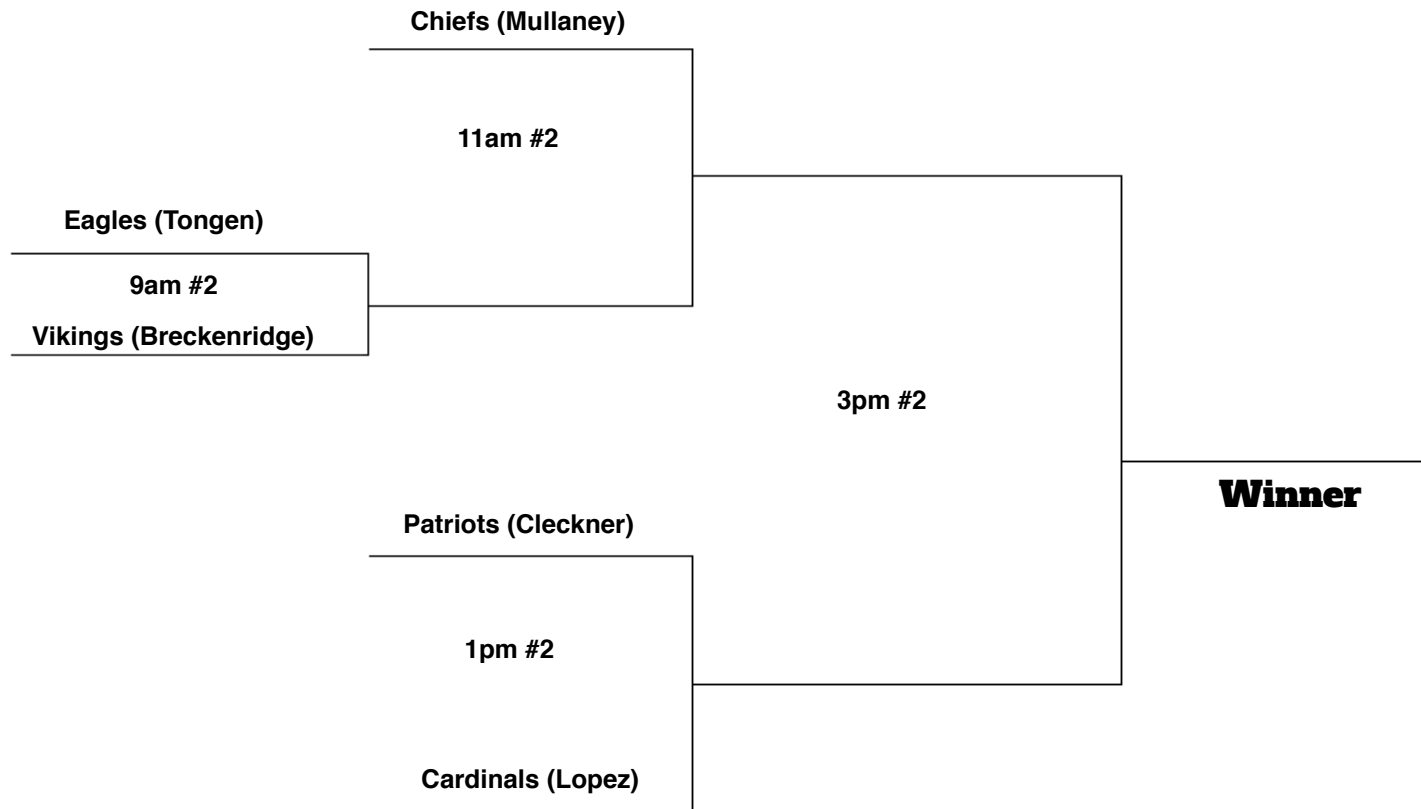 Chiefs (Mullaney)
11am #2
Eagles (Tongen)
9am #2
Vikings (Breckenridge)
3pm #2
Winner
Patriots (Cleckner)
1pm #2
Cardinals (Lopez)